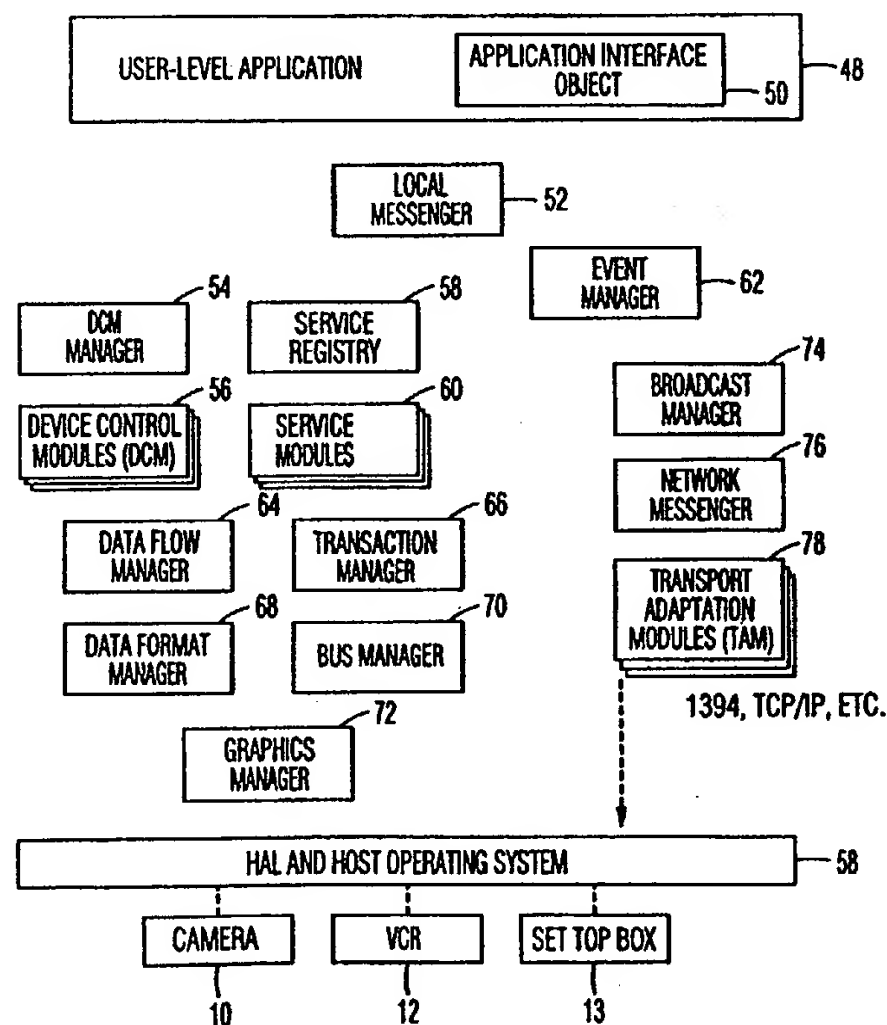 USER-LEVEL APPLICATION
APPLICATION INTERFACE
OBJECT
50
48
LOCAL
MESSENGER
52
EVENT
MANAGER
62
54
DCM
MANAGER
58
SERVICE
REGISTRY
74
BROADCAST
MANAGER
56
DEVICE CONTROL
MODULES (DCM)
60
SERVICE
MODULES
76
NETWORK
MESSENGER
64
DATA FLOW
MANAGER
66
TRANSACTION
MANAGER
78
TRANSPORT
ADAPTATION
MODULES (TAM)
68
DATA FORMAT
MANAGER
70
BUS MANAGER
1394, TCP/IP, ETC.
72
GRAPHICS
MANAGER
HAL AND HOST OPERATING SYSTEM
58
CAMERA
VCR
SET TOP BOX
10
12
13